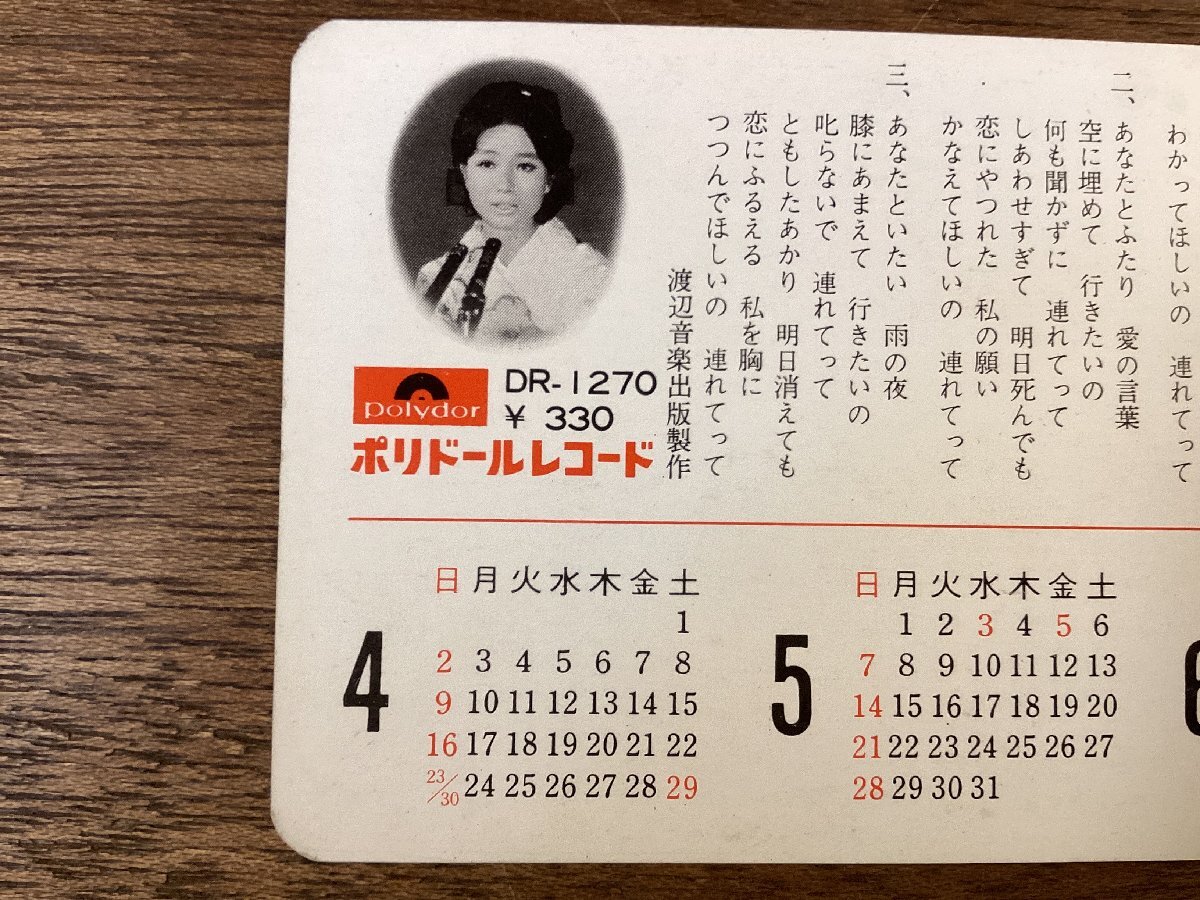 わかってほしいの 連れてって
二、あなたとふたり 愛の言葉
空に埋めて 行きたいの
何も聞かずに 連れてって
しあわせすぎて 明日死んでも
恋にやつれた 私の願い
かなえてほしいの 連れてって
三、あなたといたい 雨の夜
膝にあまえて 行きたいの
叱らないで 連れてって
ともしたあかり 明日消えても
恋にふるえる 私を胸に
つつんでほしいの 連れてって
渡辺音楽出版製作
polydor
DR-1270
¥ 330
ポリドールレコード
4
日 月 火 水 木 金 土
1
2 3 4 5 6 7 8
9 10 11 12 13 14 15
16 17 18 19 20 21 22
23/30 24 25 26 27 28 29
5
日 月 火 水 木 金 土
1 2 3 4 5 6
7 8 9 10 11 12 13
14 15 16 17 18 19 20
21 22 23 24 25 26 27
28 29 30 31